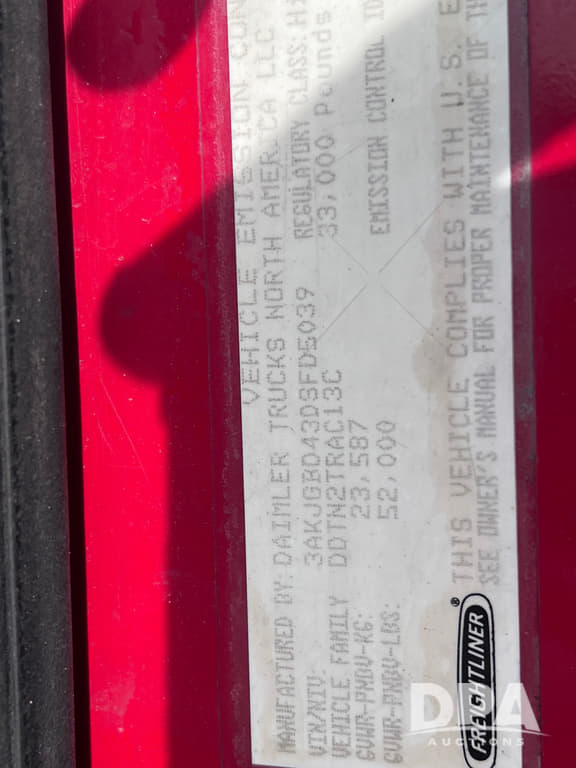 VEHICLE EMISSION CON
MANUFACTURED BY: DAIMLER TRUCKS NORTH AMERICA LLC
VIN/NIV: 3AKJGBD43DSFD5039 REGULATORY CLASS: H
VEHICLE FAMILY DDTN2TRAC13C 33,000 Pounds
GVWR-PNBV-KG: 23,587
GVWR-PNBV-LBS: 52,000 EMISSION CONTROL ID
THIS VEHICLE COMPLIES WITH U.S. E
SEE OWNER'S MANUAL FOR PROPER MAINTENANCE OF TH
FREIGHTLINER®
AUCTIONS